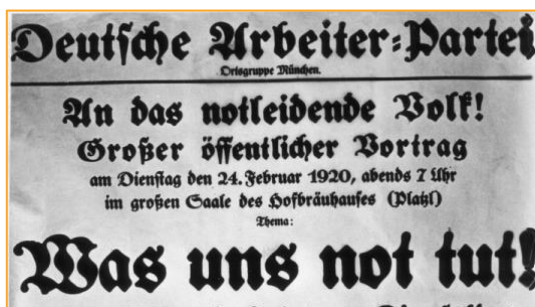 Deutsche Arbeiter-Partei
Ortsgruppe München.
An das notleidende Volk!
Großer öffentlicher Vortrag
am Dienstag den 24. Februar 1920, abends 7 Uhr
im großen Saale des Hofbräuhauses (Platzl)
Thema:
Was uns not tut!